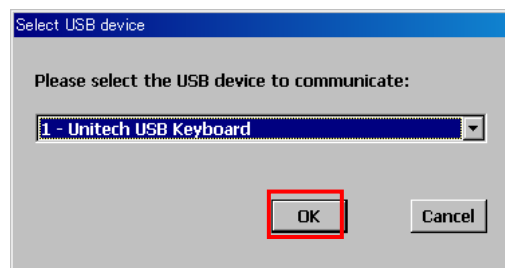 Select USB device
Please select the USB device to communicate:
1 - Unitech USB Keyboard
OK
Cancel